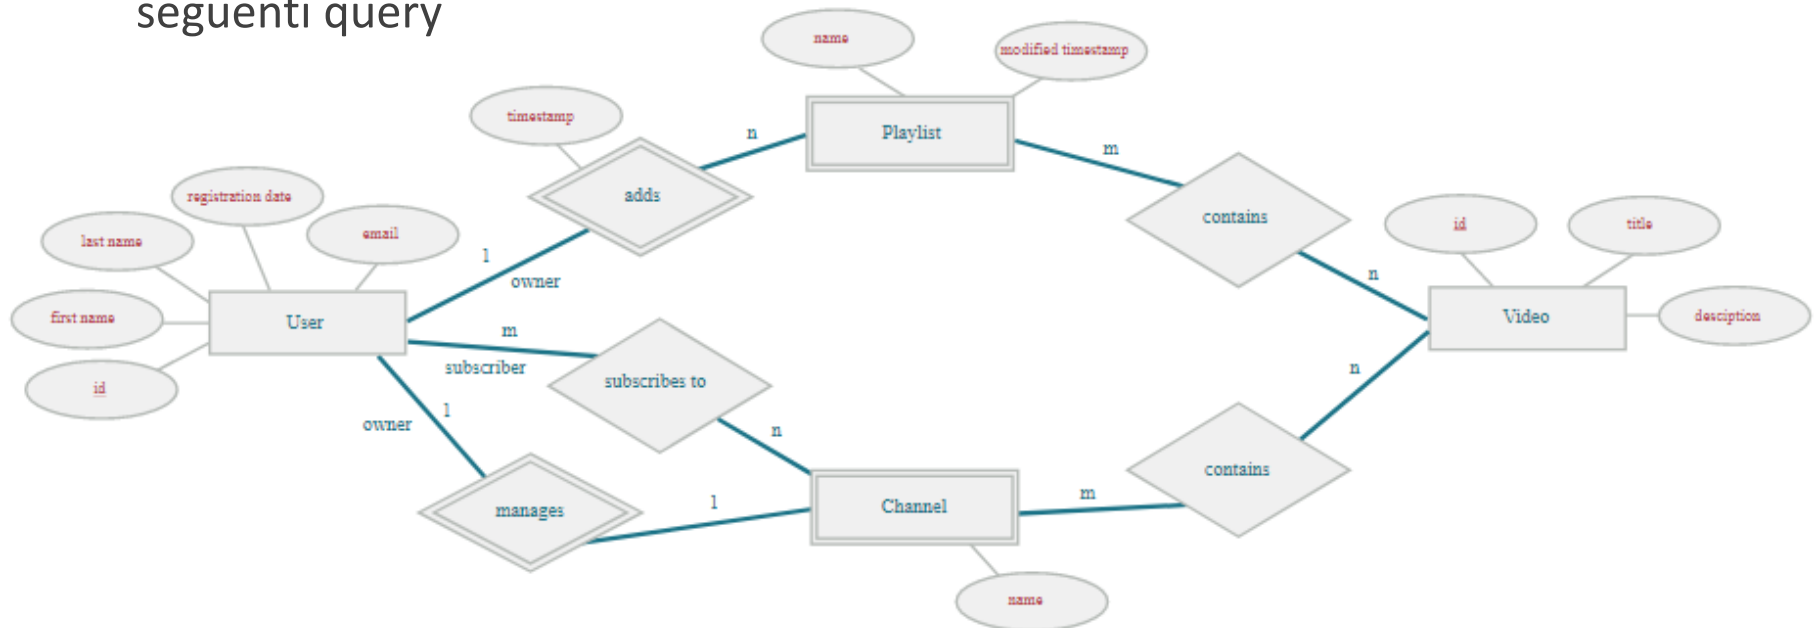 seguenti query
name
modified timestamp
timestamp
n
Playlist
m
adds
registration date
email
last name
contains
id
title
1
owner
n
first name
User
m
subscriber
Video
desciption
id
subscribes to
1
owner
n
n
contains
manages
1
Channel
m
name